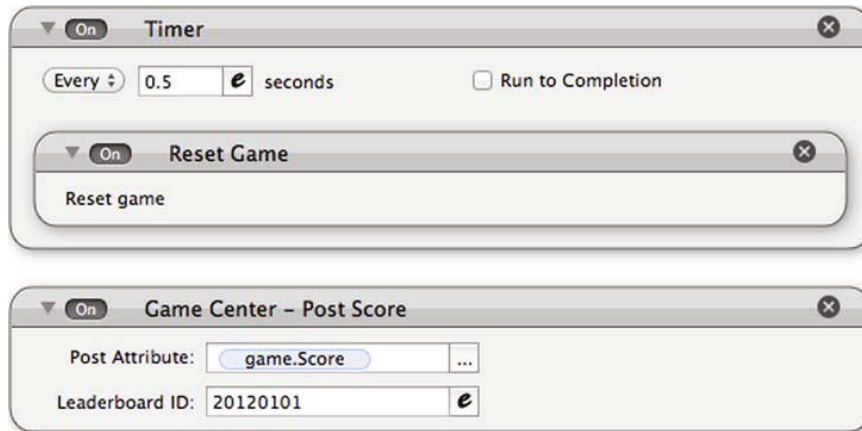 On Timer
Every 0.5 e seconds Run to Completion
On Reset Game
Reset game
On Game Center – Post Score
Post Attribute: game.Score ...
Leaderboard ID: 20120101 e